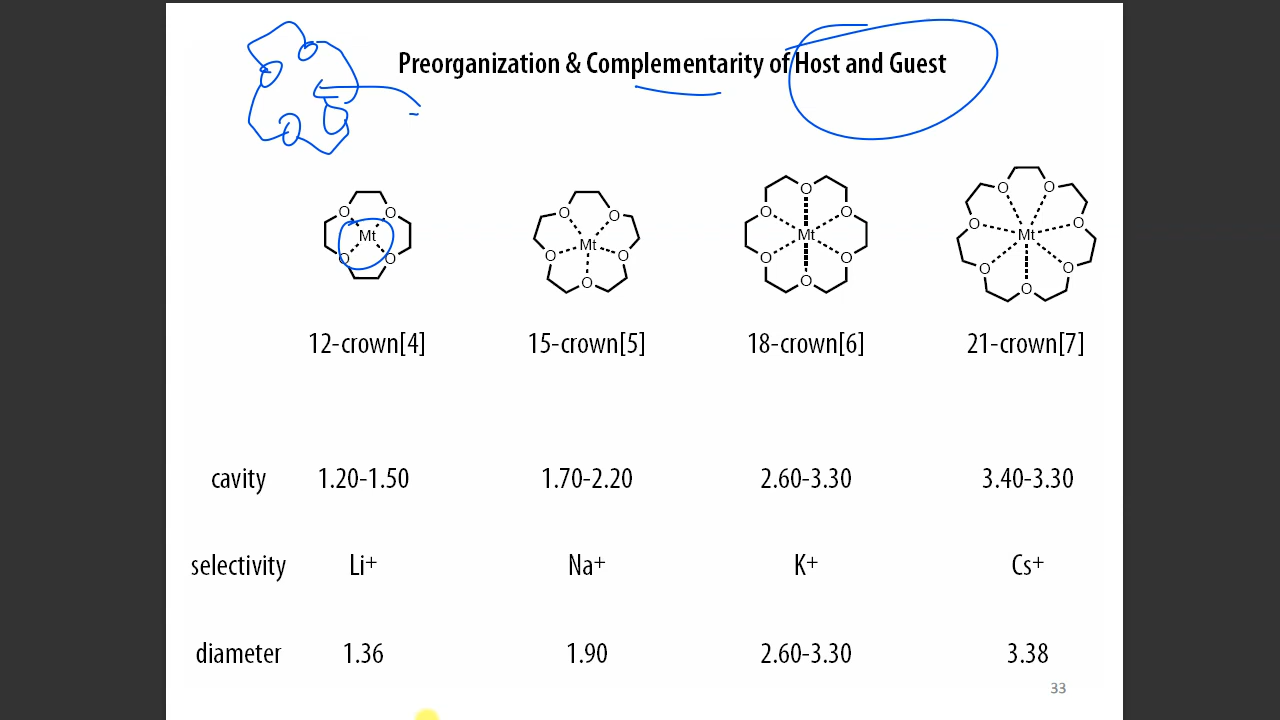 Preorganization & Complementarity of Host and Guest
O O Mt O O
O O Mt O O O
O O O Mt O O O
O O O O Mt O O O
12-crown[4] 15-crown[5] 18-crown[6] 21-crown[7]
cavity 1.20-1.50 1.70-2.20 2.60-3.30 3.40-3.30
selectivity Li+ Na+ K+ Cs+
diameter 1.36 1.90 2.60-3.30 3.38
33